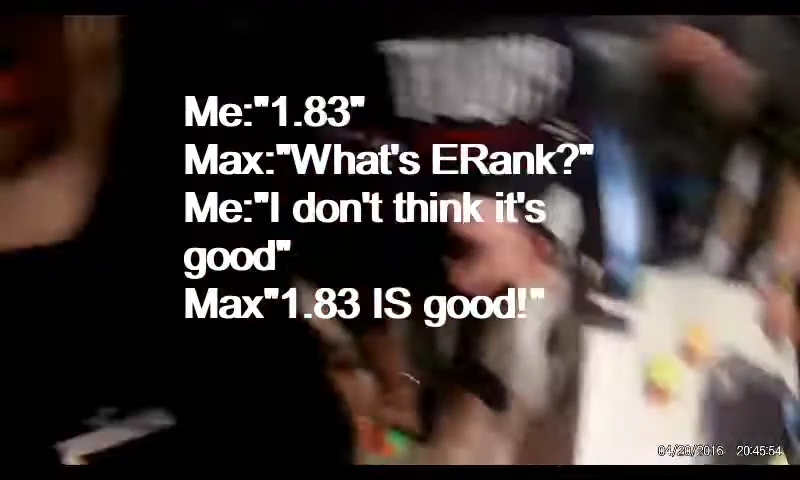 Me:"1.83"
Max:"What's ERank?"
Me:"I don't think it's
good"
Max"1.83 IS good!"
04/20/2016 20:45:54